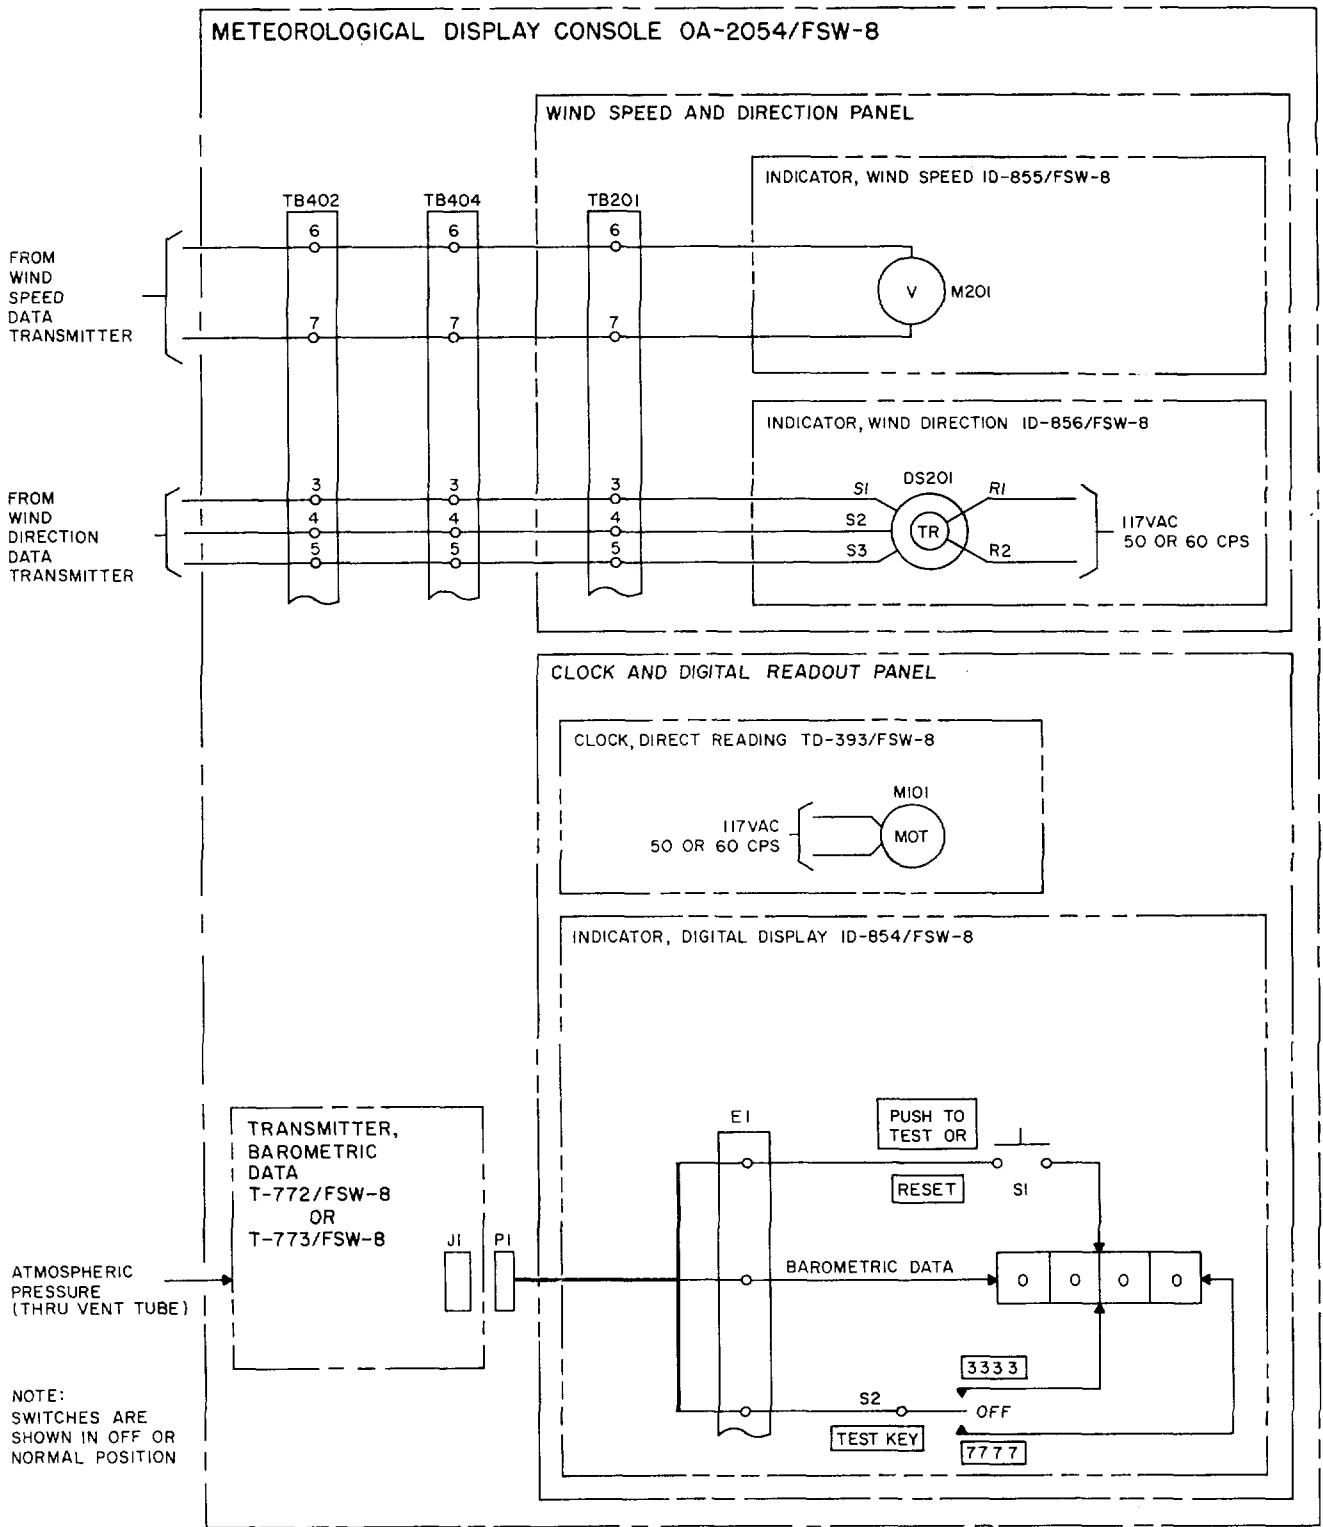 METEOROLOGICAL DISPLAY CONSOLE OA-2054/FSW-8
WIND SPEED AND DIRECTION PANEL
INDICATOR, WIND SPEED ID-855/FSW-8
TB402
TB404
TB201
6
6
6
FROM
WIND
SPEED
DATA
TRANSMITTER
V
M201
7
7
7
INDICATOR, WIND DIRECTION ID-856/FSW-8
DS201
FROM
WIND
DIRECTION
DATA
TRANSMITTER
3
3
3
4
4
4
5
5
5
S1
S2
S3
TR
R1
R2
117VAC
50 OR 60 CPS
CLOCK AND DIGITAL READOUT PANEL
CLOCK, DIRECT READING TD-393/FSW-8
M101
117VAC
50 OR 60 CPS
MOT
INDICATOR, DIGITAL DISPLAY ID-854/FSW-8
TRANSMITTER,
BAROMETRIC
DATA
T-772/FSW-8
OR
T-773/FSW-8
J1
P1
E1
PUSH TO
TEST OR
RESET
S1
ATMOSPHERIC
PRESSURE
(THRU VENT TUBE)
BAROMETRIC DATA
0 0 0 0
3333
S2
OFF
TEST KEY
7777
NOTE:
SWITCHES ARE
SHOWN IN OFF OR
NORMAL POSITION